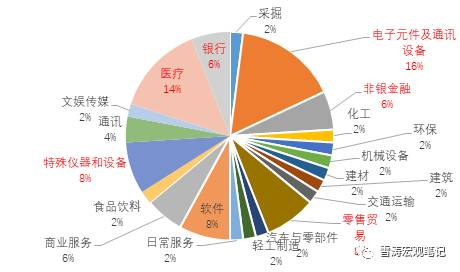 采掘
2%
电子元件及通讯
设备
16%
非银金融
6%
化工
2%
环保
2%
机械设备
2%
建材
2%
建筑
2%
交通运输
2%
零售贸
易
汽车与零部件
2%
轻工制造
2%
日常服务
2%
软件
8%
商业服务
6%
食品饮料
2%
特殊仪器和设备
8%
通讯
4%
文娱传媒
2%
医疗
14%
银行
6%
雪涛宏观笔记